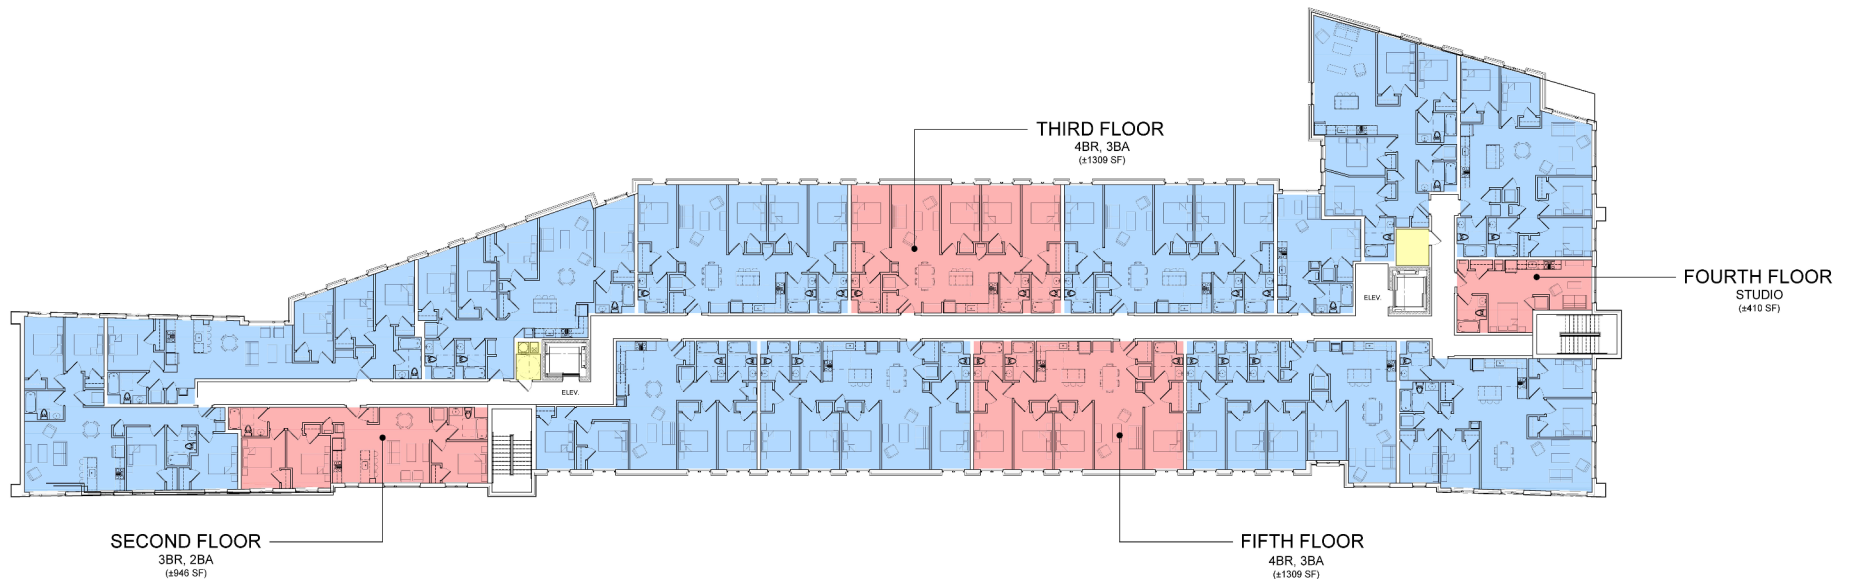 THIRD FLOOR
4BR, 3BA
(±1309 SF)
FOURTH FLOOR
STUDIO
(±410 SF)
ELEV.
ELEV.
SECOND FLOOR
3BR, 2BA
(±946 SF)
FIFTH FLOOR
4BR, 3BA
(±1309 SF)